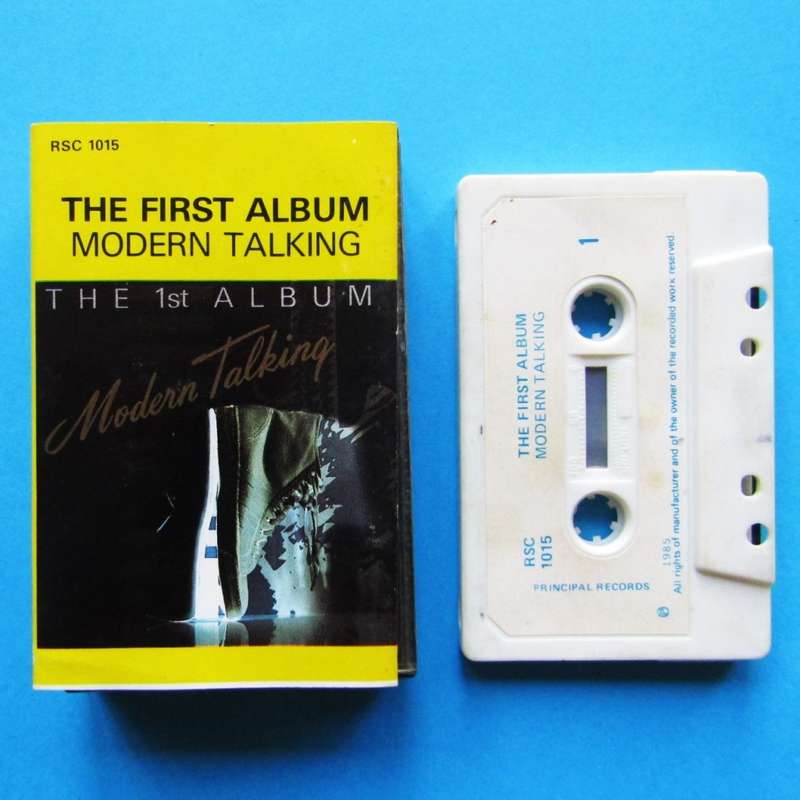 RSC 1015
THE FIRST ALBUM
MODERN TALKING
THE 1st ALBUM
Modern Talking
1
THE FIRST ALBUM
MODERN TALKING
RSC
1015
PRINCIPAL RECORDS
1985
All rights of manufacturer and of the owner of the recorded work reserved.
℗